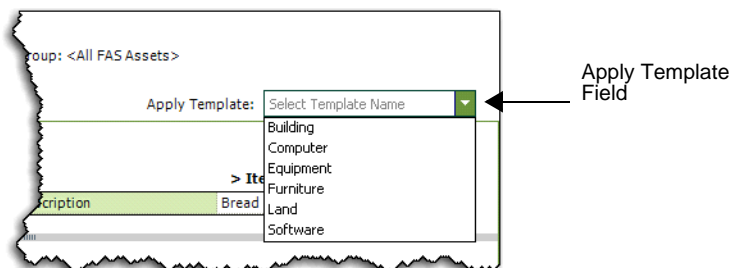 roup: <All FAS Assets>
Apply Template: Select Template Name
Apply Template
Field
Building
Computer
Equipment
> Ite
Furniture
cription Bread
Land
Software